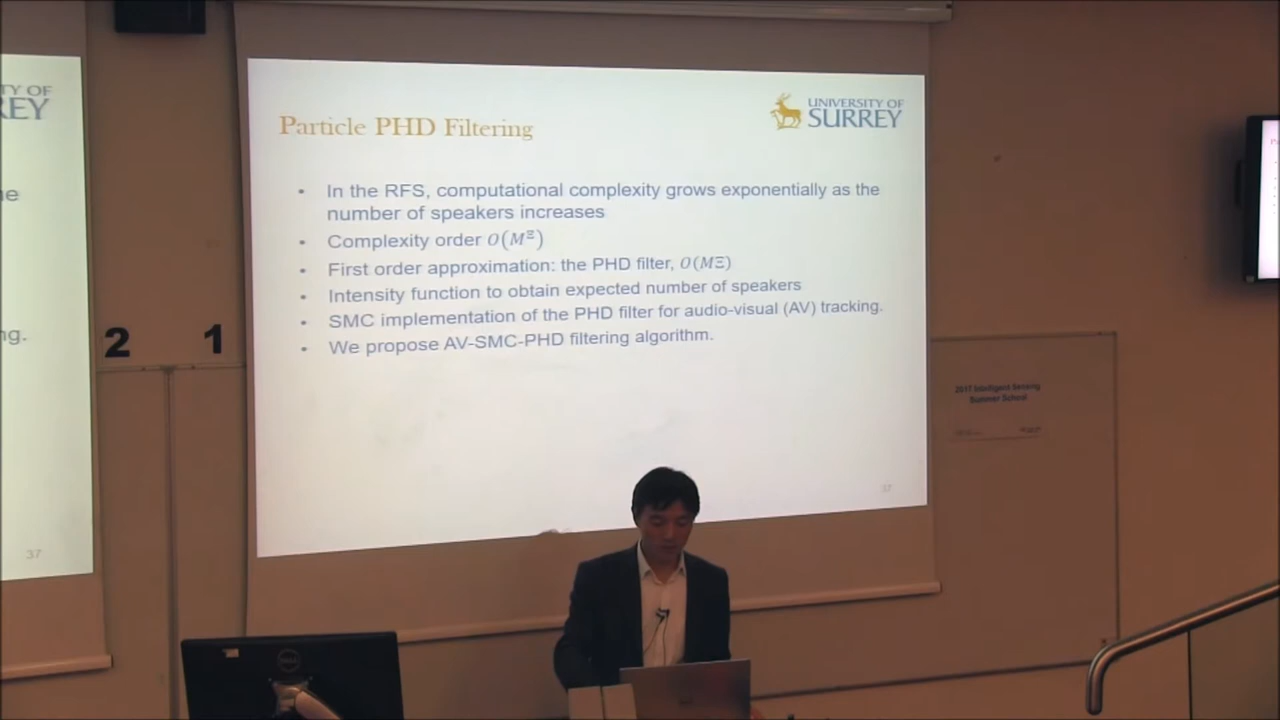 TY OF
REY
ne
ng.
37
2
1
Particle PHD Filtering
UNIVERSITY OF
SURREY
• In the RFS, computational complexity grows exponentially as the
number of speakers increases
• Complexity order O(M^Ξ)
• First order approximation: the PHD filter, O(MΞ)
• Intensity function to obtain expected number of speakers
• SMC implementation of the PHD filter for audio-visual (AV) tracking.
• We propose AV-SMC-PHD filtering algorithm.
37
2017 Intelligent Sensing
Summer School
DELL